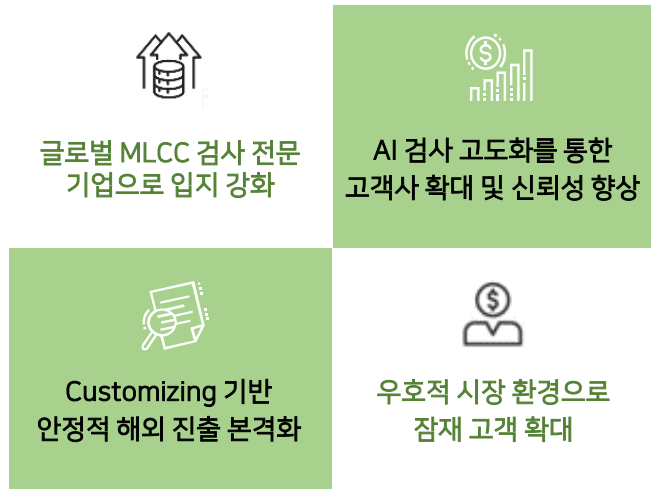 글로벌 MLCC 검사 전문
기업으로 입지 강화
AI 검사 고도화를 통한
고객사 확대 및 신뢰성 향상
Customizing 기반
안정적 해외 진출 본격화
우호적 시장 환경으로
잠재 고객 확대